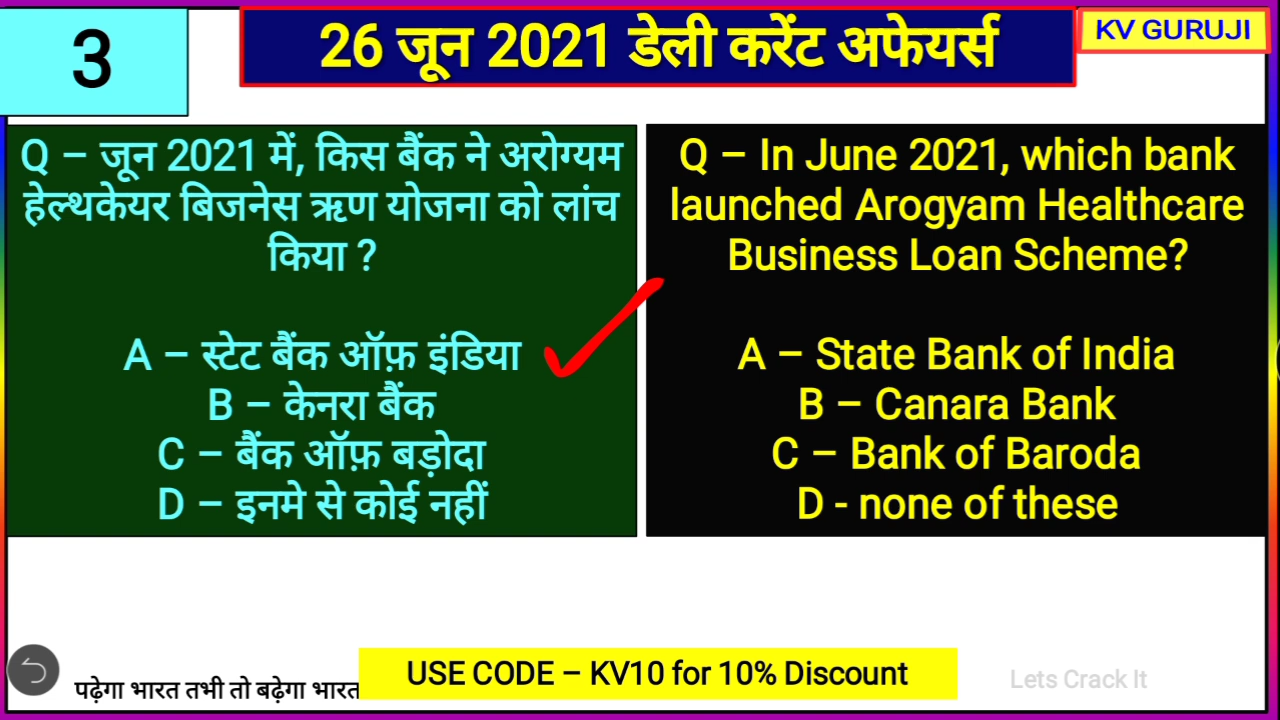 3
26 जून 2021 डेली करेंट अफेयर्स
KV GURUJI
Q – जून 2021 में, किस बैंक ने अरोग्यम
हेल्थकेयर बिजनेस ऋण योजना को लांच
किया ?
A – स्टेट बैंक ऑफ़ इंडिया
B – केनरा बैंक
C – बैंक ऑफ़ बड़ोदा
D – इनमे से कोई नहीं
Q – In June 2021, which bank
launched Arogyam Healthcare
Business Loan Scheme?
A – State Bank of India
B – Canara Bank
C – Bank of Baroda
D - none of these
पढ़ेगा भारत तभी तो बढ़ेगा भारत
USE CODE – KV10 for 10% Discount
Lets Crack It